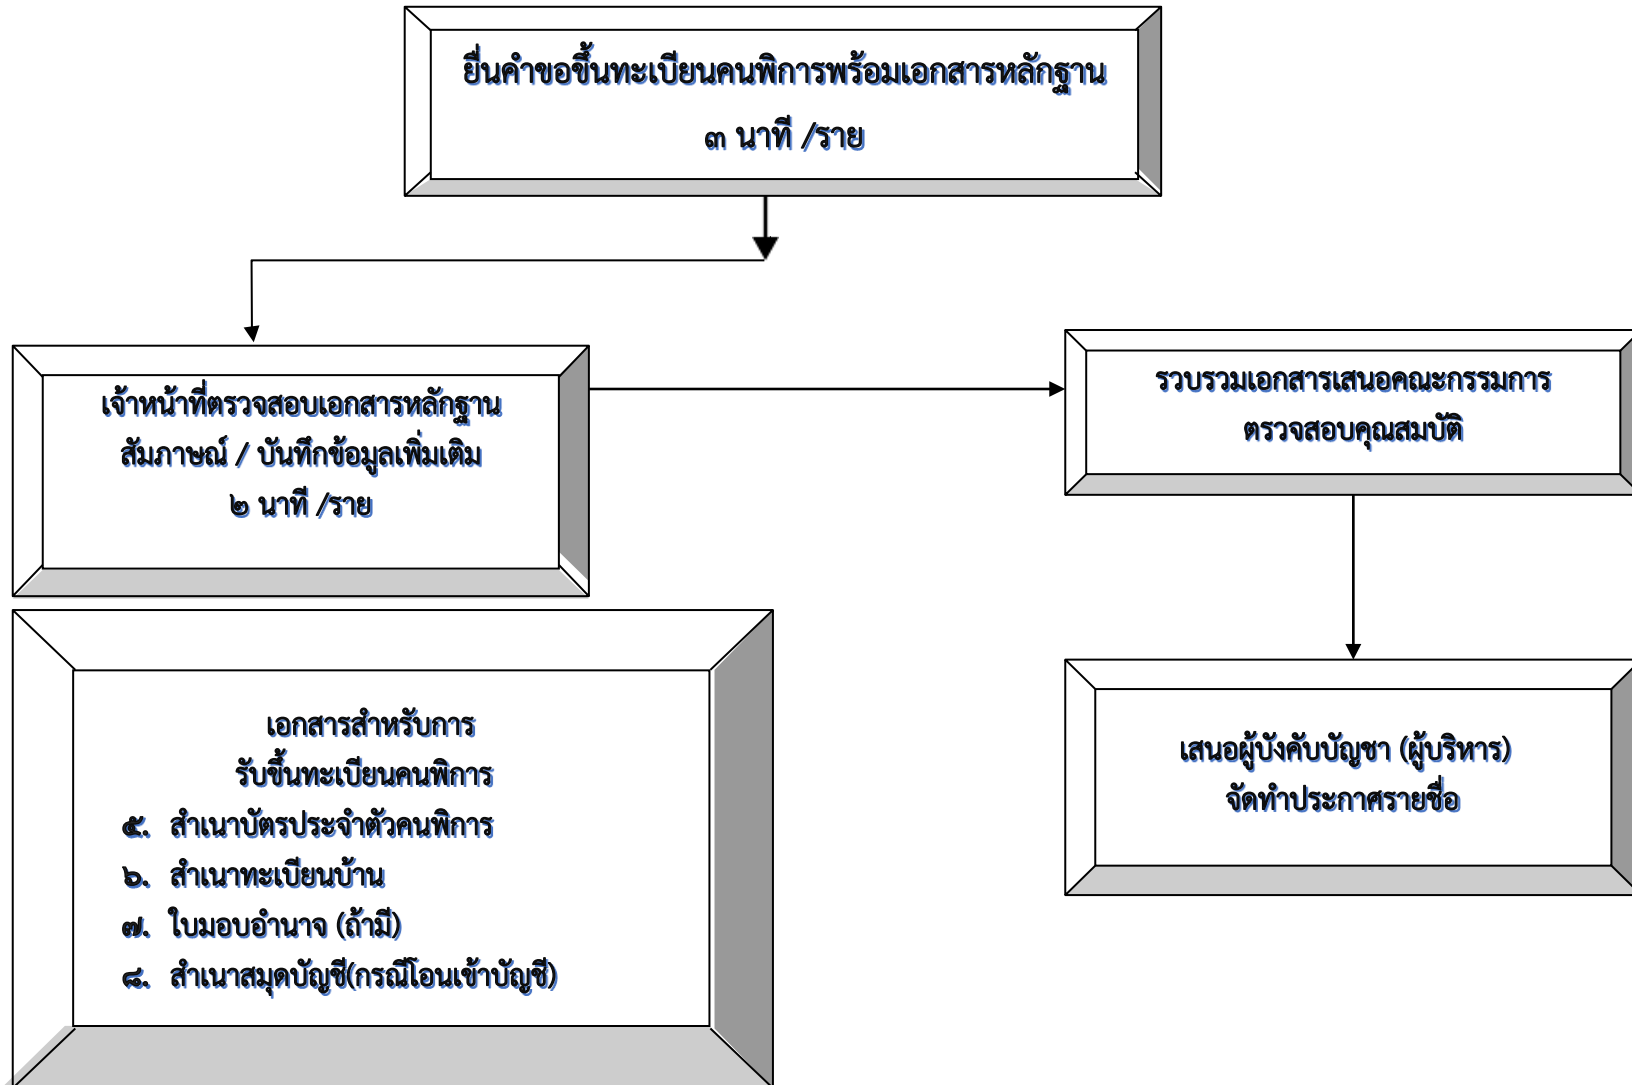 ยื่นคำขอขึ้นทะเบียนคนพิการพร้อมเอกสารหลักฐาน
๓ นาที /ราย
เจ้าหน้าที่ตรวจสอบเอกสารหลักฐาน
สัมภาษณ์ / บันทึกข้อมูลเพิ่มเติม
๒ นาที /ราย
รวบรวมเอกสารเสนอคณะกรรมการ
ตรวจสอบคุณสมบัติ
เอกสารสำหรับการ
รับขึ้นทะเบียนคนพิการ
๕. สำเนาบัตรประจำตัวคนพิการ
๖. สำเนาทะเบียนบ้าน
๗. ใบมอบอำนาจ (ถ้ามี)
๘. สำเนาสมุดบัญชี(กรณีโอนเข้าบัญชี)
เสนอผู้บังคับบัญชา (ผู้บริหาร)
จัดทำประกาศรายชื่อ